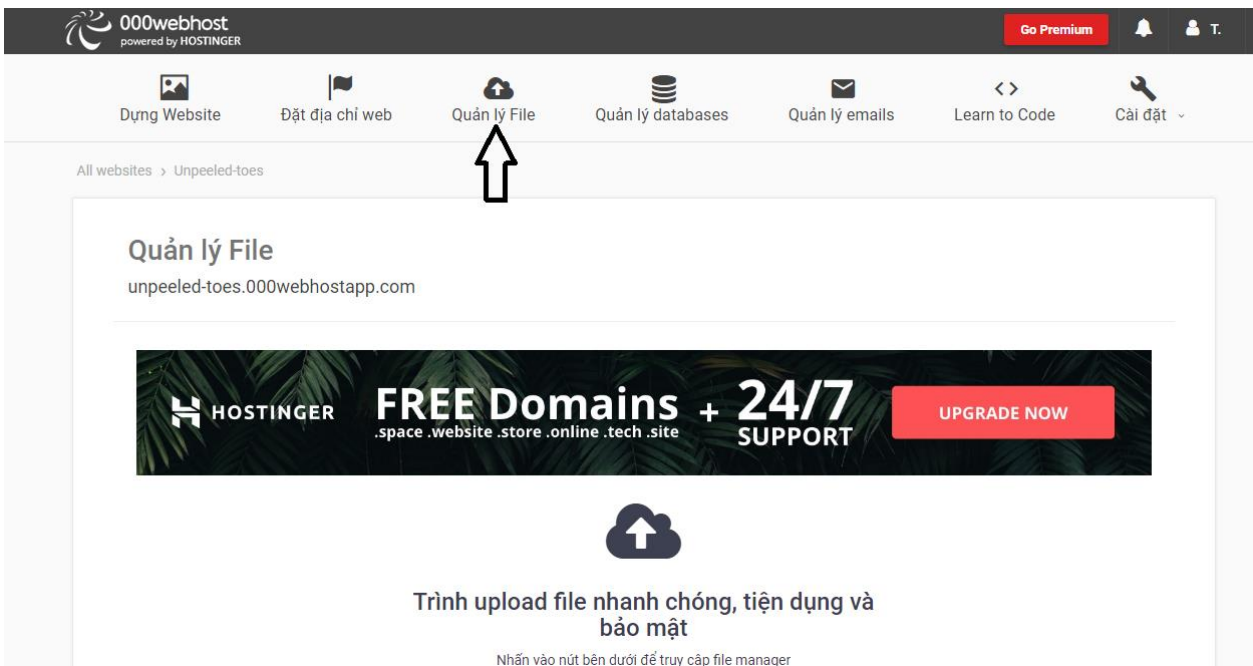 000webhost
powered by HOSTINGER
Go Premium
T.
Dựng Website
Đặt địa chỉ web
Quản lý File
Quản lý databases
Quản lý emails
Learn to Code
Cài đặt
All websites › Unpeeled-toes
Quản lý File
unpeeled-toes.000webhostapp.com
HOSTINGER
FREE Domains + 24/7
.space .website .store .online .tech .site
SUPPORT
UPGRADE NOW
Trình upload file nhanh chóng, tiện dụng và
bảo mật
Nhấn vào nút bên dưới để truy cập file manager